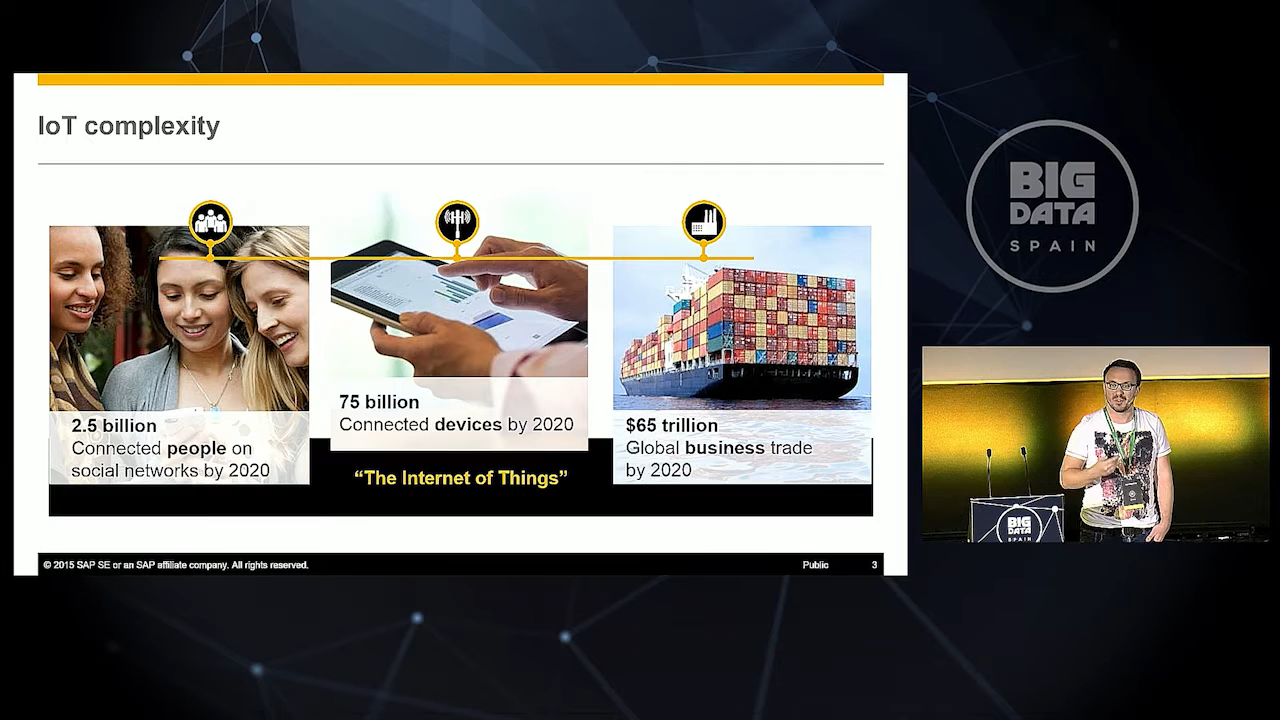 IoT complexity
2.5 billion
Connected people on
social networks by 2020
75 billion
Connected devices by 2020
“The Internet of Things”
$65 trillion
Global business trade
by 2020
© 2015 SAP SE or an SAP affiliate company. All rights reserved.
Public
3
BIG
DATA
SPAIN
BIG
DATA
SPAIN